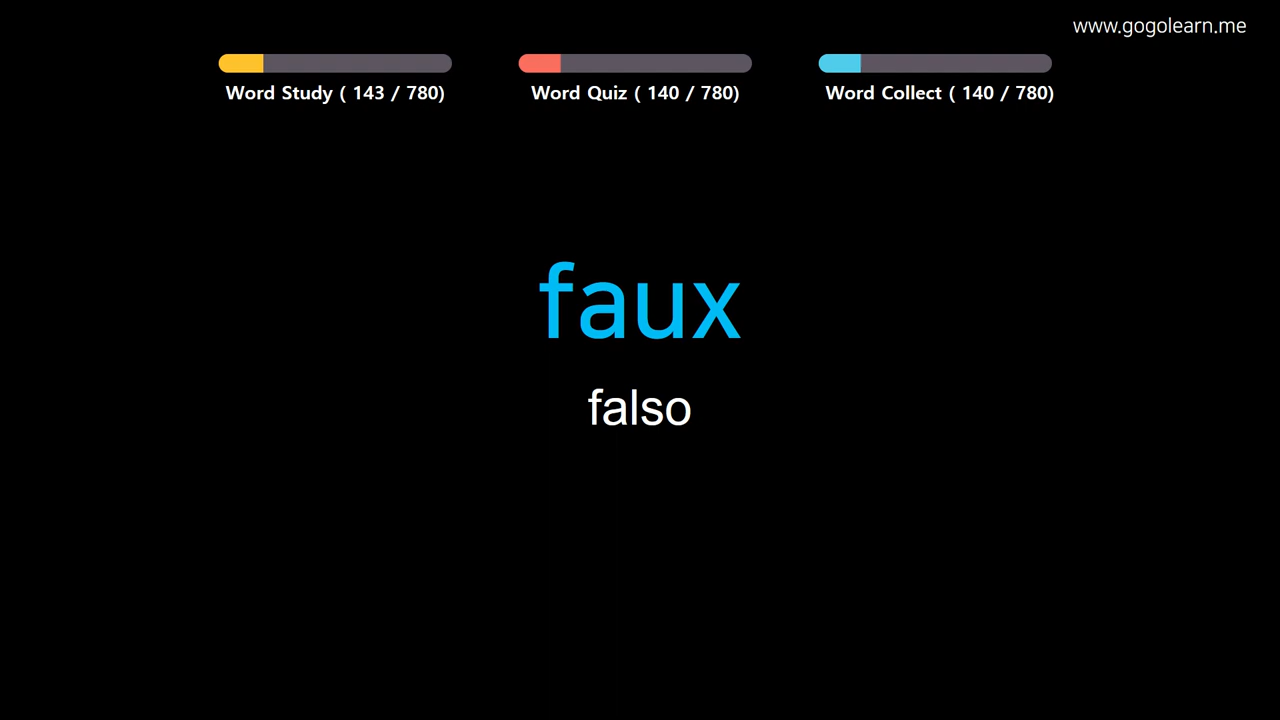 www.gogolearn.me
Word Study ( 143 / 780)
Word Quiz ( 140 / 780)
Word Collect ( 140 / 780)
faux
falso